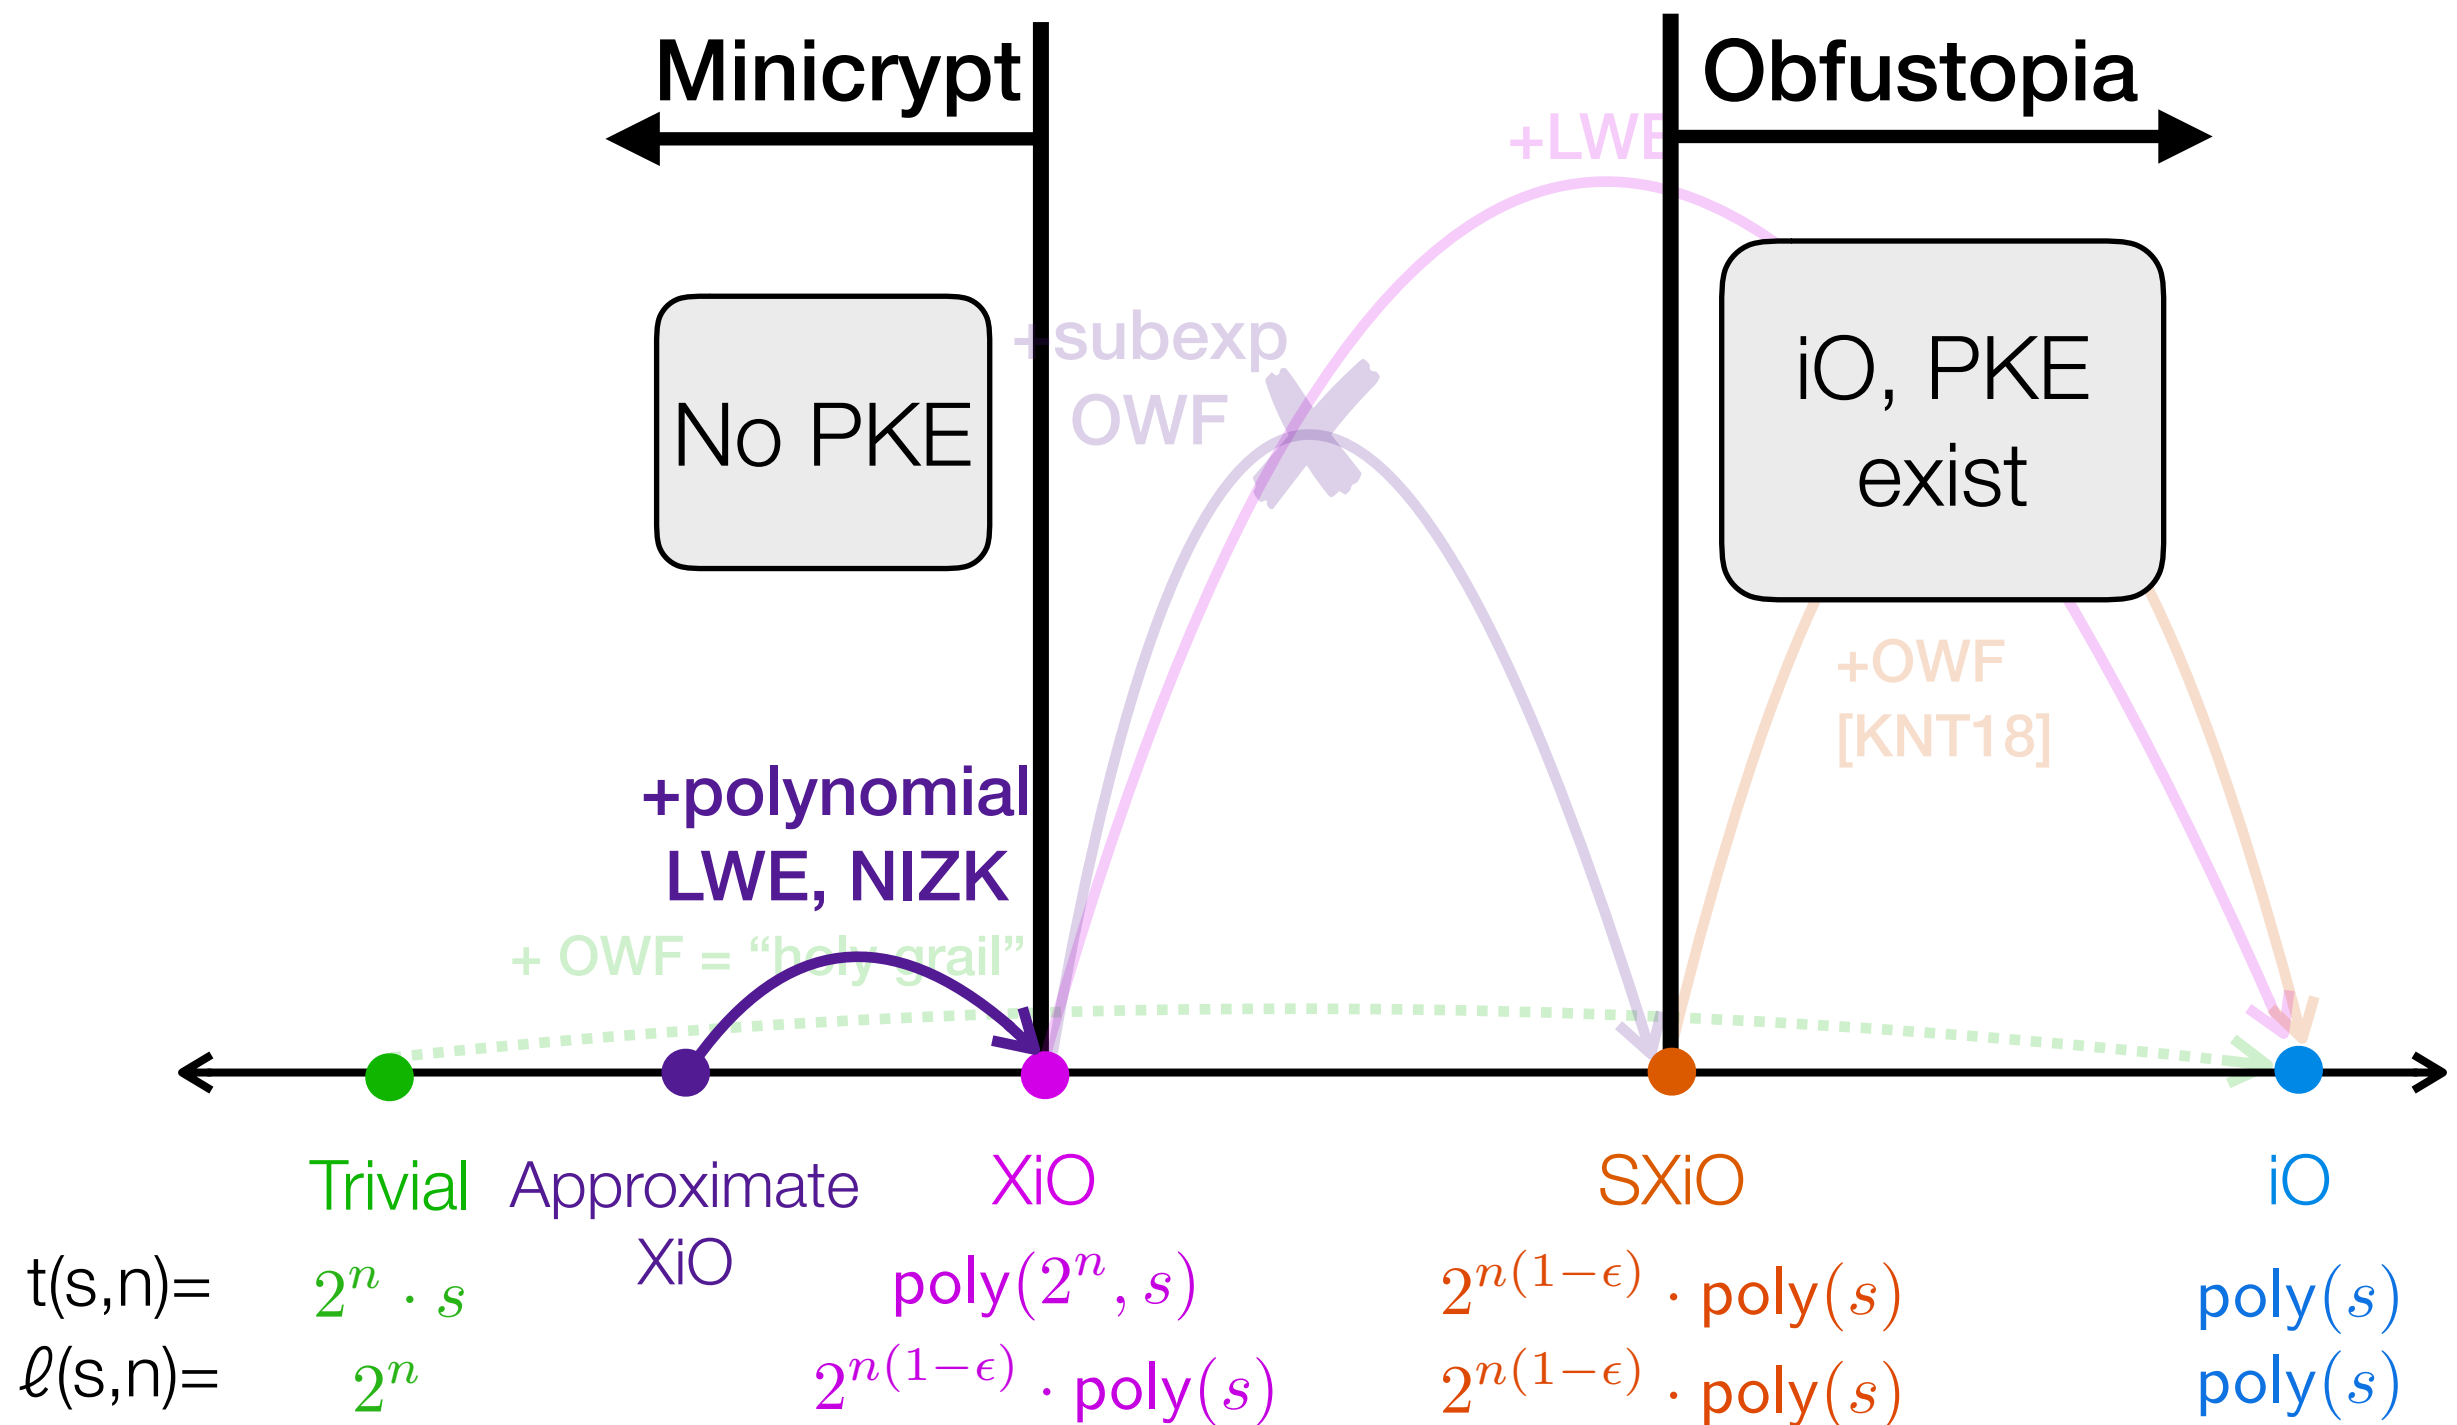 Minicrypt
Obfustopia
+LWE
No PKE
+subexp
OWF
iO, PKE
exist
+OWF
[KNT18]
+polynomial
LWE, NIZK
+ OWF = “holy grail”
Trivial
Approximate
XiO
XiO
SXiO
iO
t(s,n)= 2^n · s poly(2^n, s) 2^{n(1−ϵ)} · poly(s) poly(s)
ℓ(s,n)= 2^n 2^{n(1−ϵ)} · poly(s) 2^{n(1−ϵ)} · poly(s) poly(s)